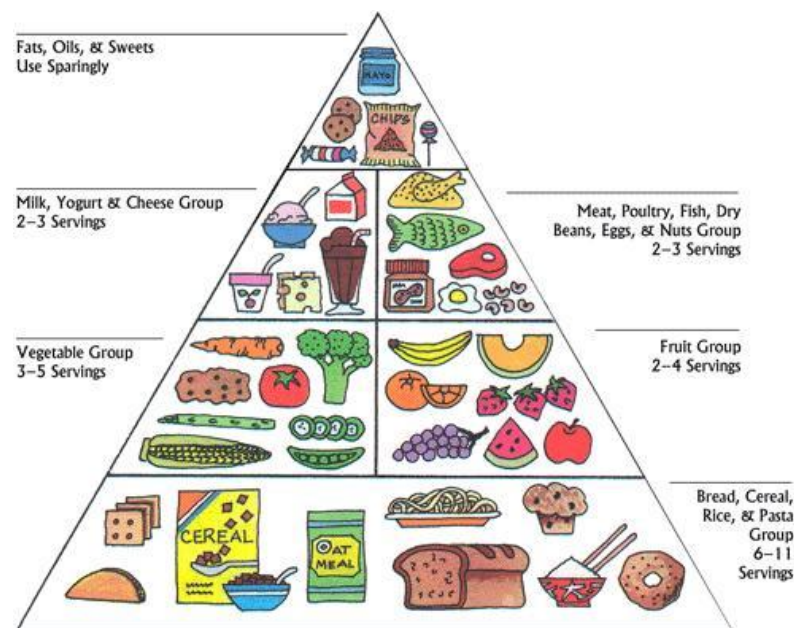 Fats, Oils, & Sweets
Use Sparingly
MAYO
CHIPS
Milk, Yogurt & Cheese Group
2–3 Servings
Meat, Poultry, Fish, Dry
Beans, Eggs, & Nuts Group
2–3 Servings
Vegetable Group
3–5 Servings
Fruit Group
2–4 Servings
Bread, Cereal,
Rice, & Pasta
Group
6–11
Servings
CEREAL
OAT
MEAL